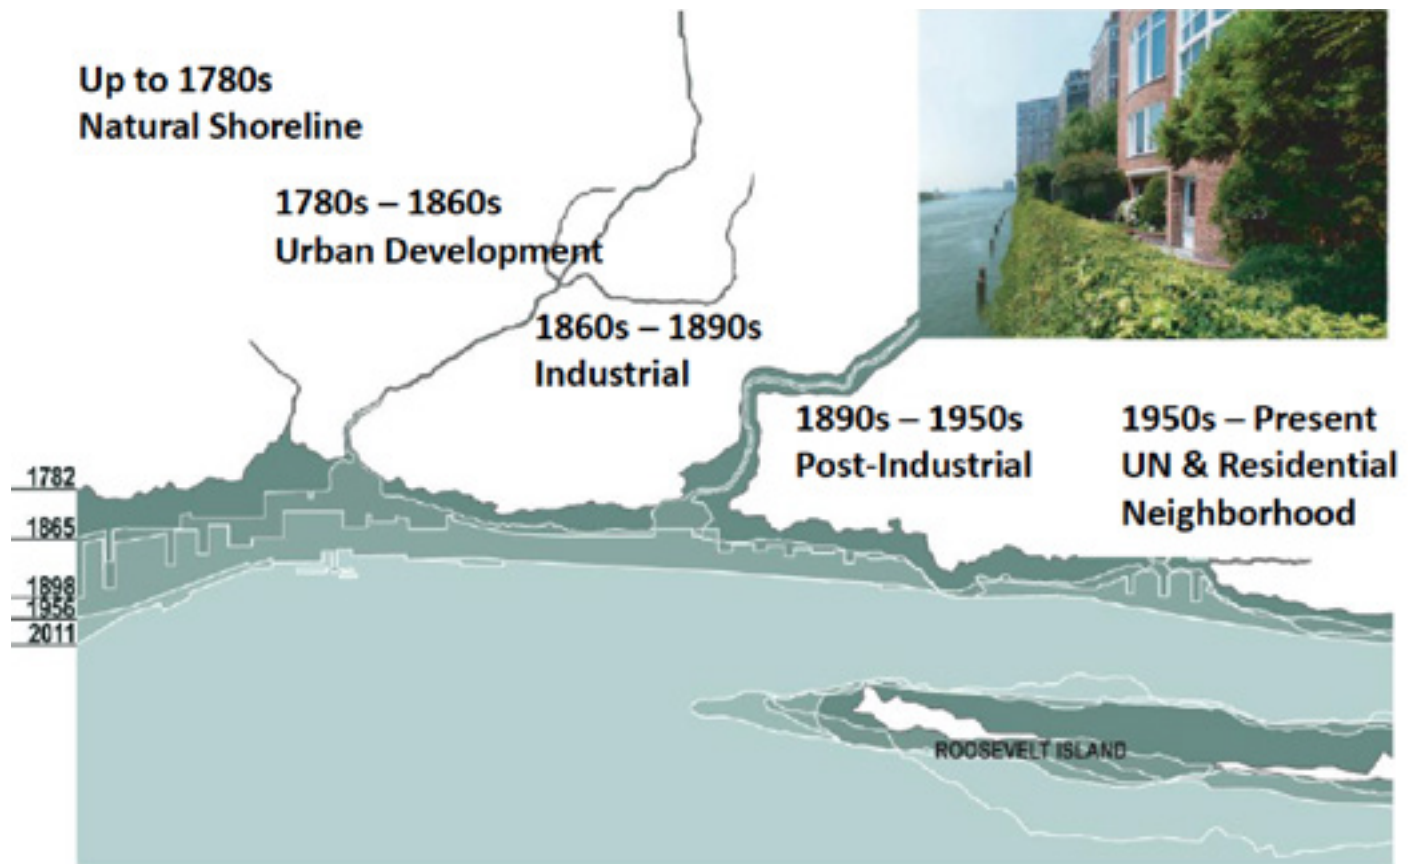 Up to 1780s
Natural Shoreline
1780s – 1860s
Urban Development
1860s – 1890s
Industrial
1890s – 1950s
Post-Industrial
1950s – Present
UN & Residential
Neighborhood
1782
1865
1898
1956
2011
ROOSEVELT ISLAND